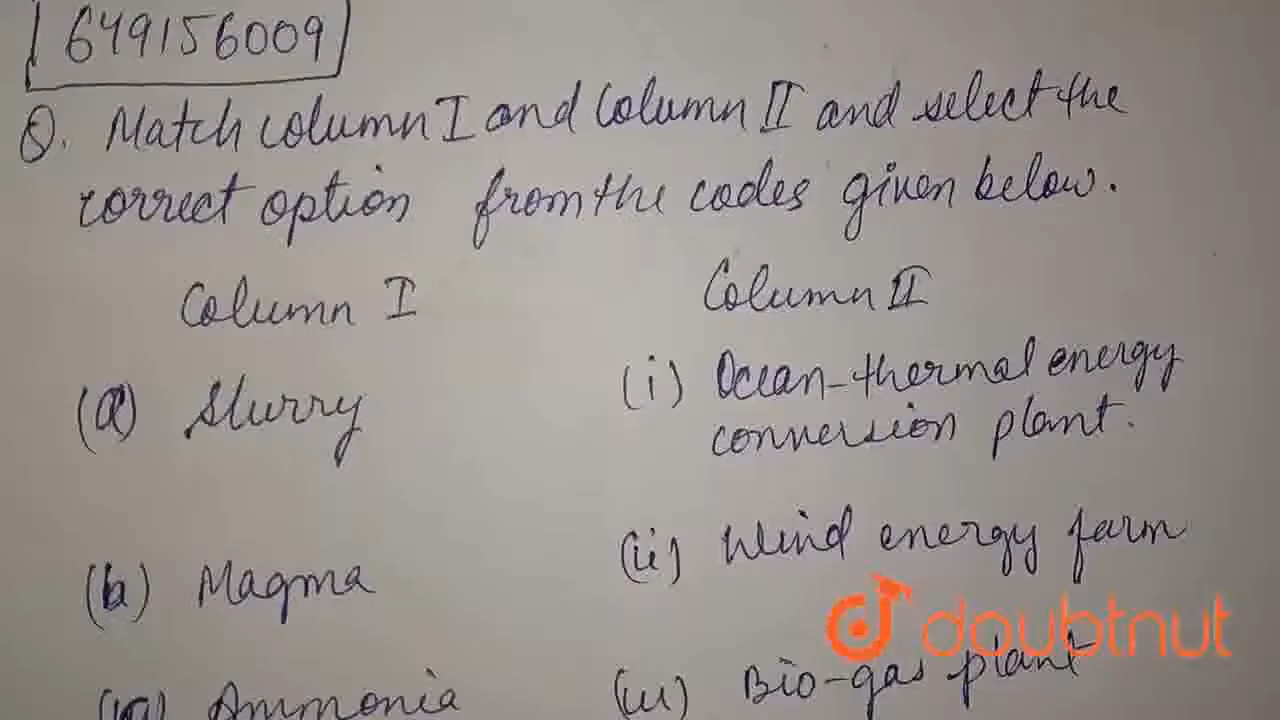 649156009
Q. Match column I and Column II and select the
correct option from the codes given below.
Column I Column II
(a) Slurry (i) Ocean-thermal energy
conversion plant.
(b) Magma (ii) Wind energy farm
doubtnut
Ammonia (iii) Bio-gas plant